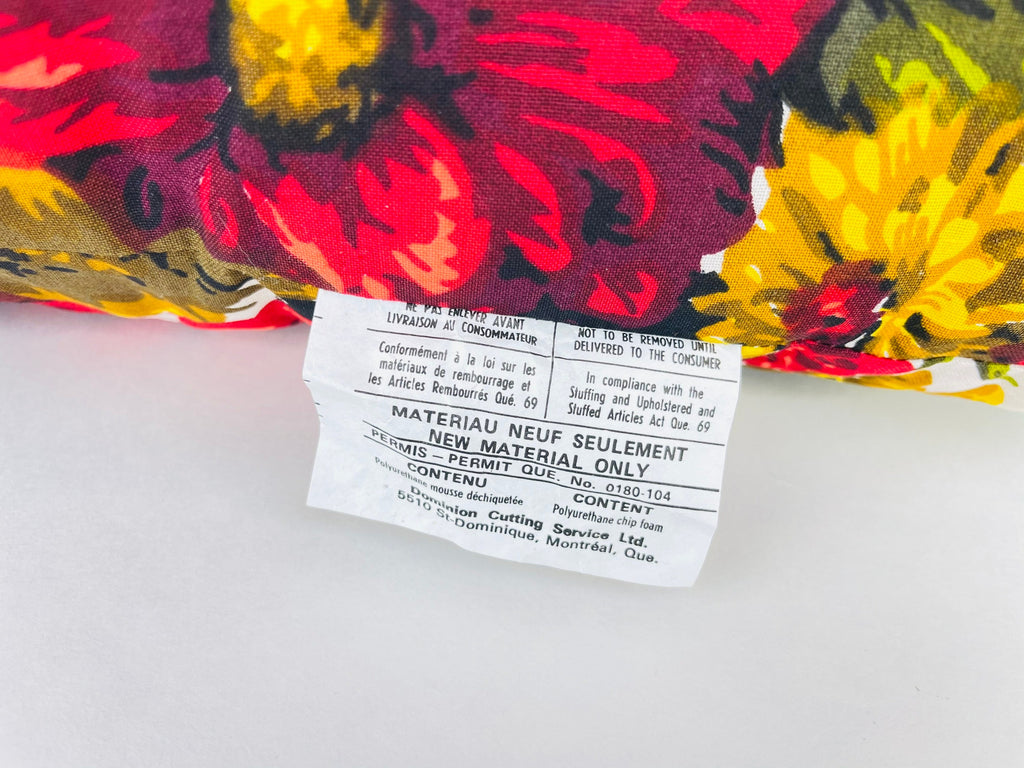 NE PAS ENLEVER AVANT
LIVRAISON AU CONSOMMATEUR
NOT TO BE REMOVED UNTIL
DELIVERED TO THE CONSUMER
Conformément à la loi sur les
matériaux de rembourrage et
les Articles Rembourrés Qué. 69
In compliance with the
Stuffing and Upholstered and
Stuffed Articles Act Que. 69
MATERIAU NEUF SEULEMENT
NEW MATERIAL ONLY
PERMIS – PERMIT QUE. No. 0180-104
CONTENU
Polyuréthane mousse déchiquetée
CONTENT
Polyurethane chip foam
Dominion Cutting Service Ltd.
5510 St-Dominique, Montréal, Que.